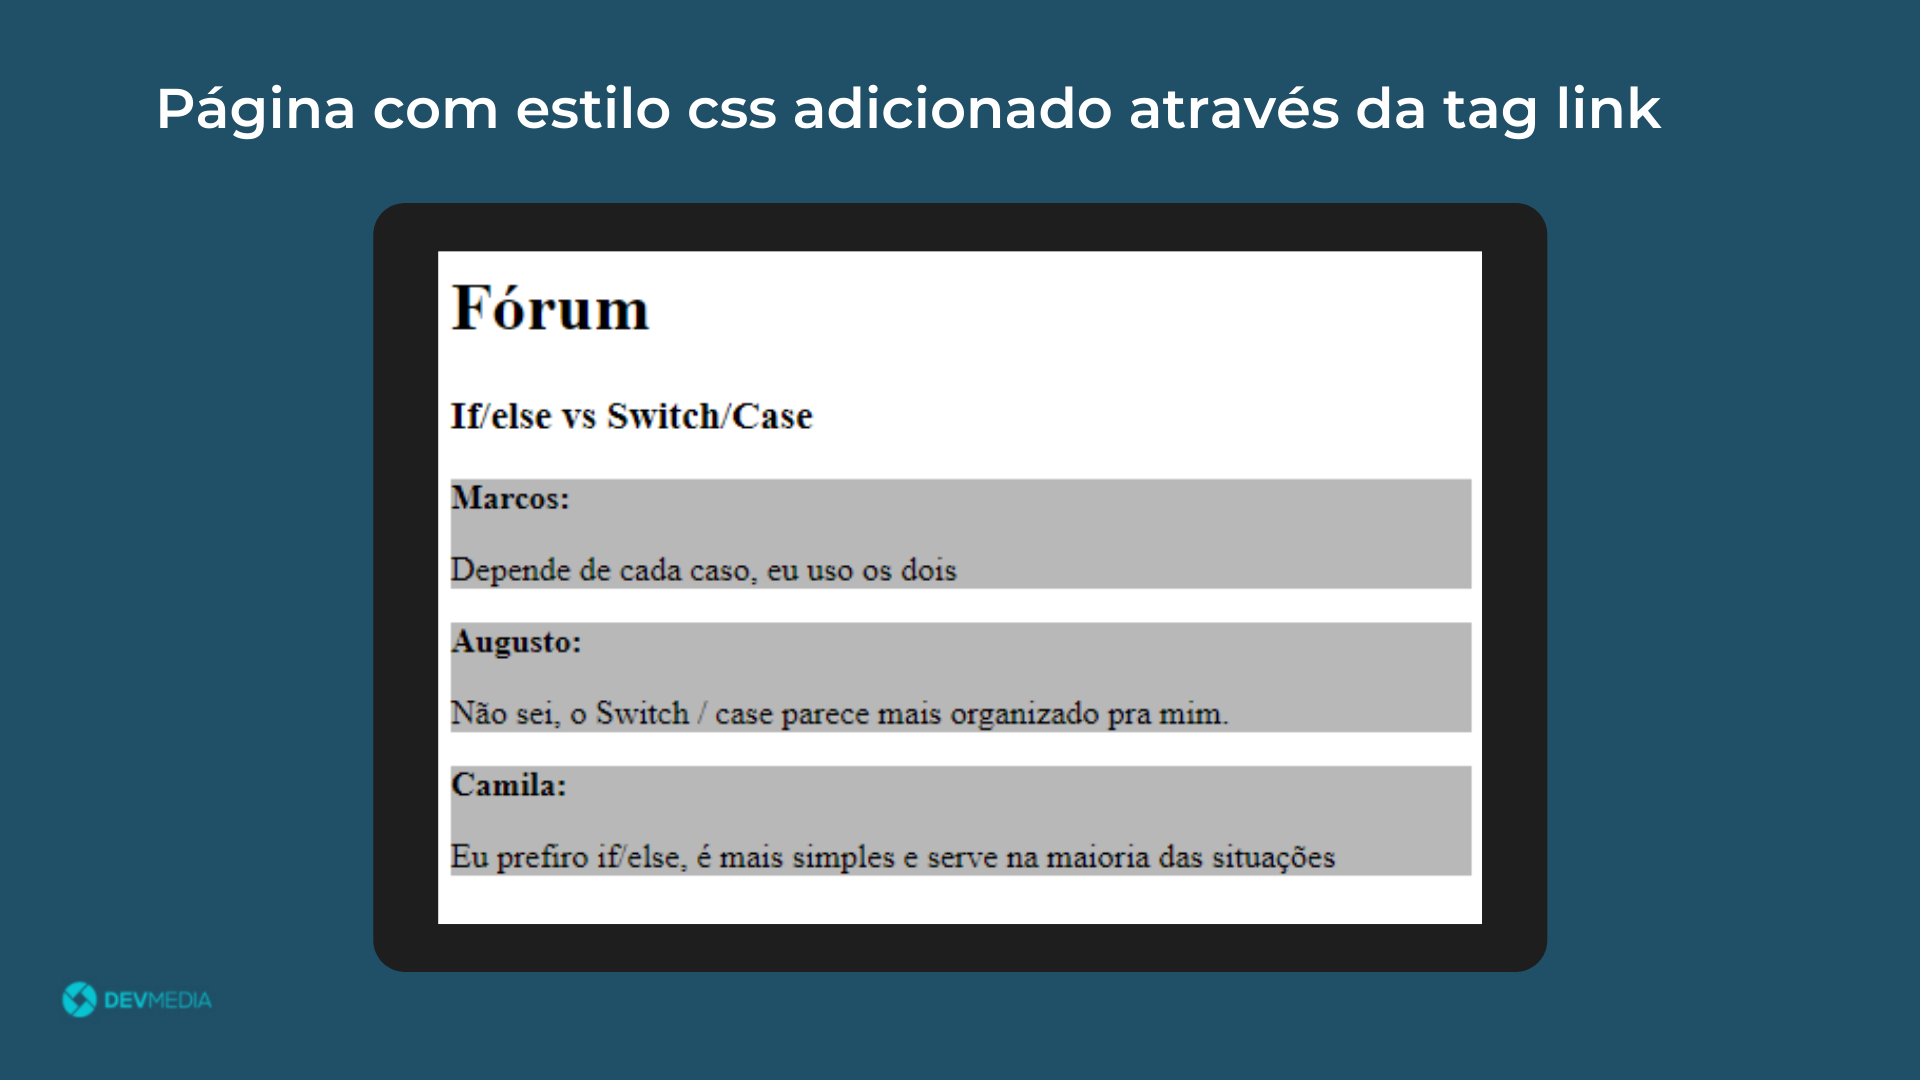 Página com estilo css adicionado através da tag link
Fórum
If/else vs Switch/Case
Marcos:
Depende de cada caso, eu uso os dois
Augusto:
Não sei, o Switch / case parece mais organizado pra mim.
Camila:
Eu prefiro if/else, é mais simples e serve na maioria das situações
DEVMEDIA